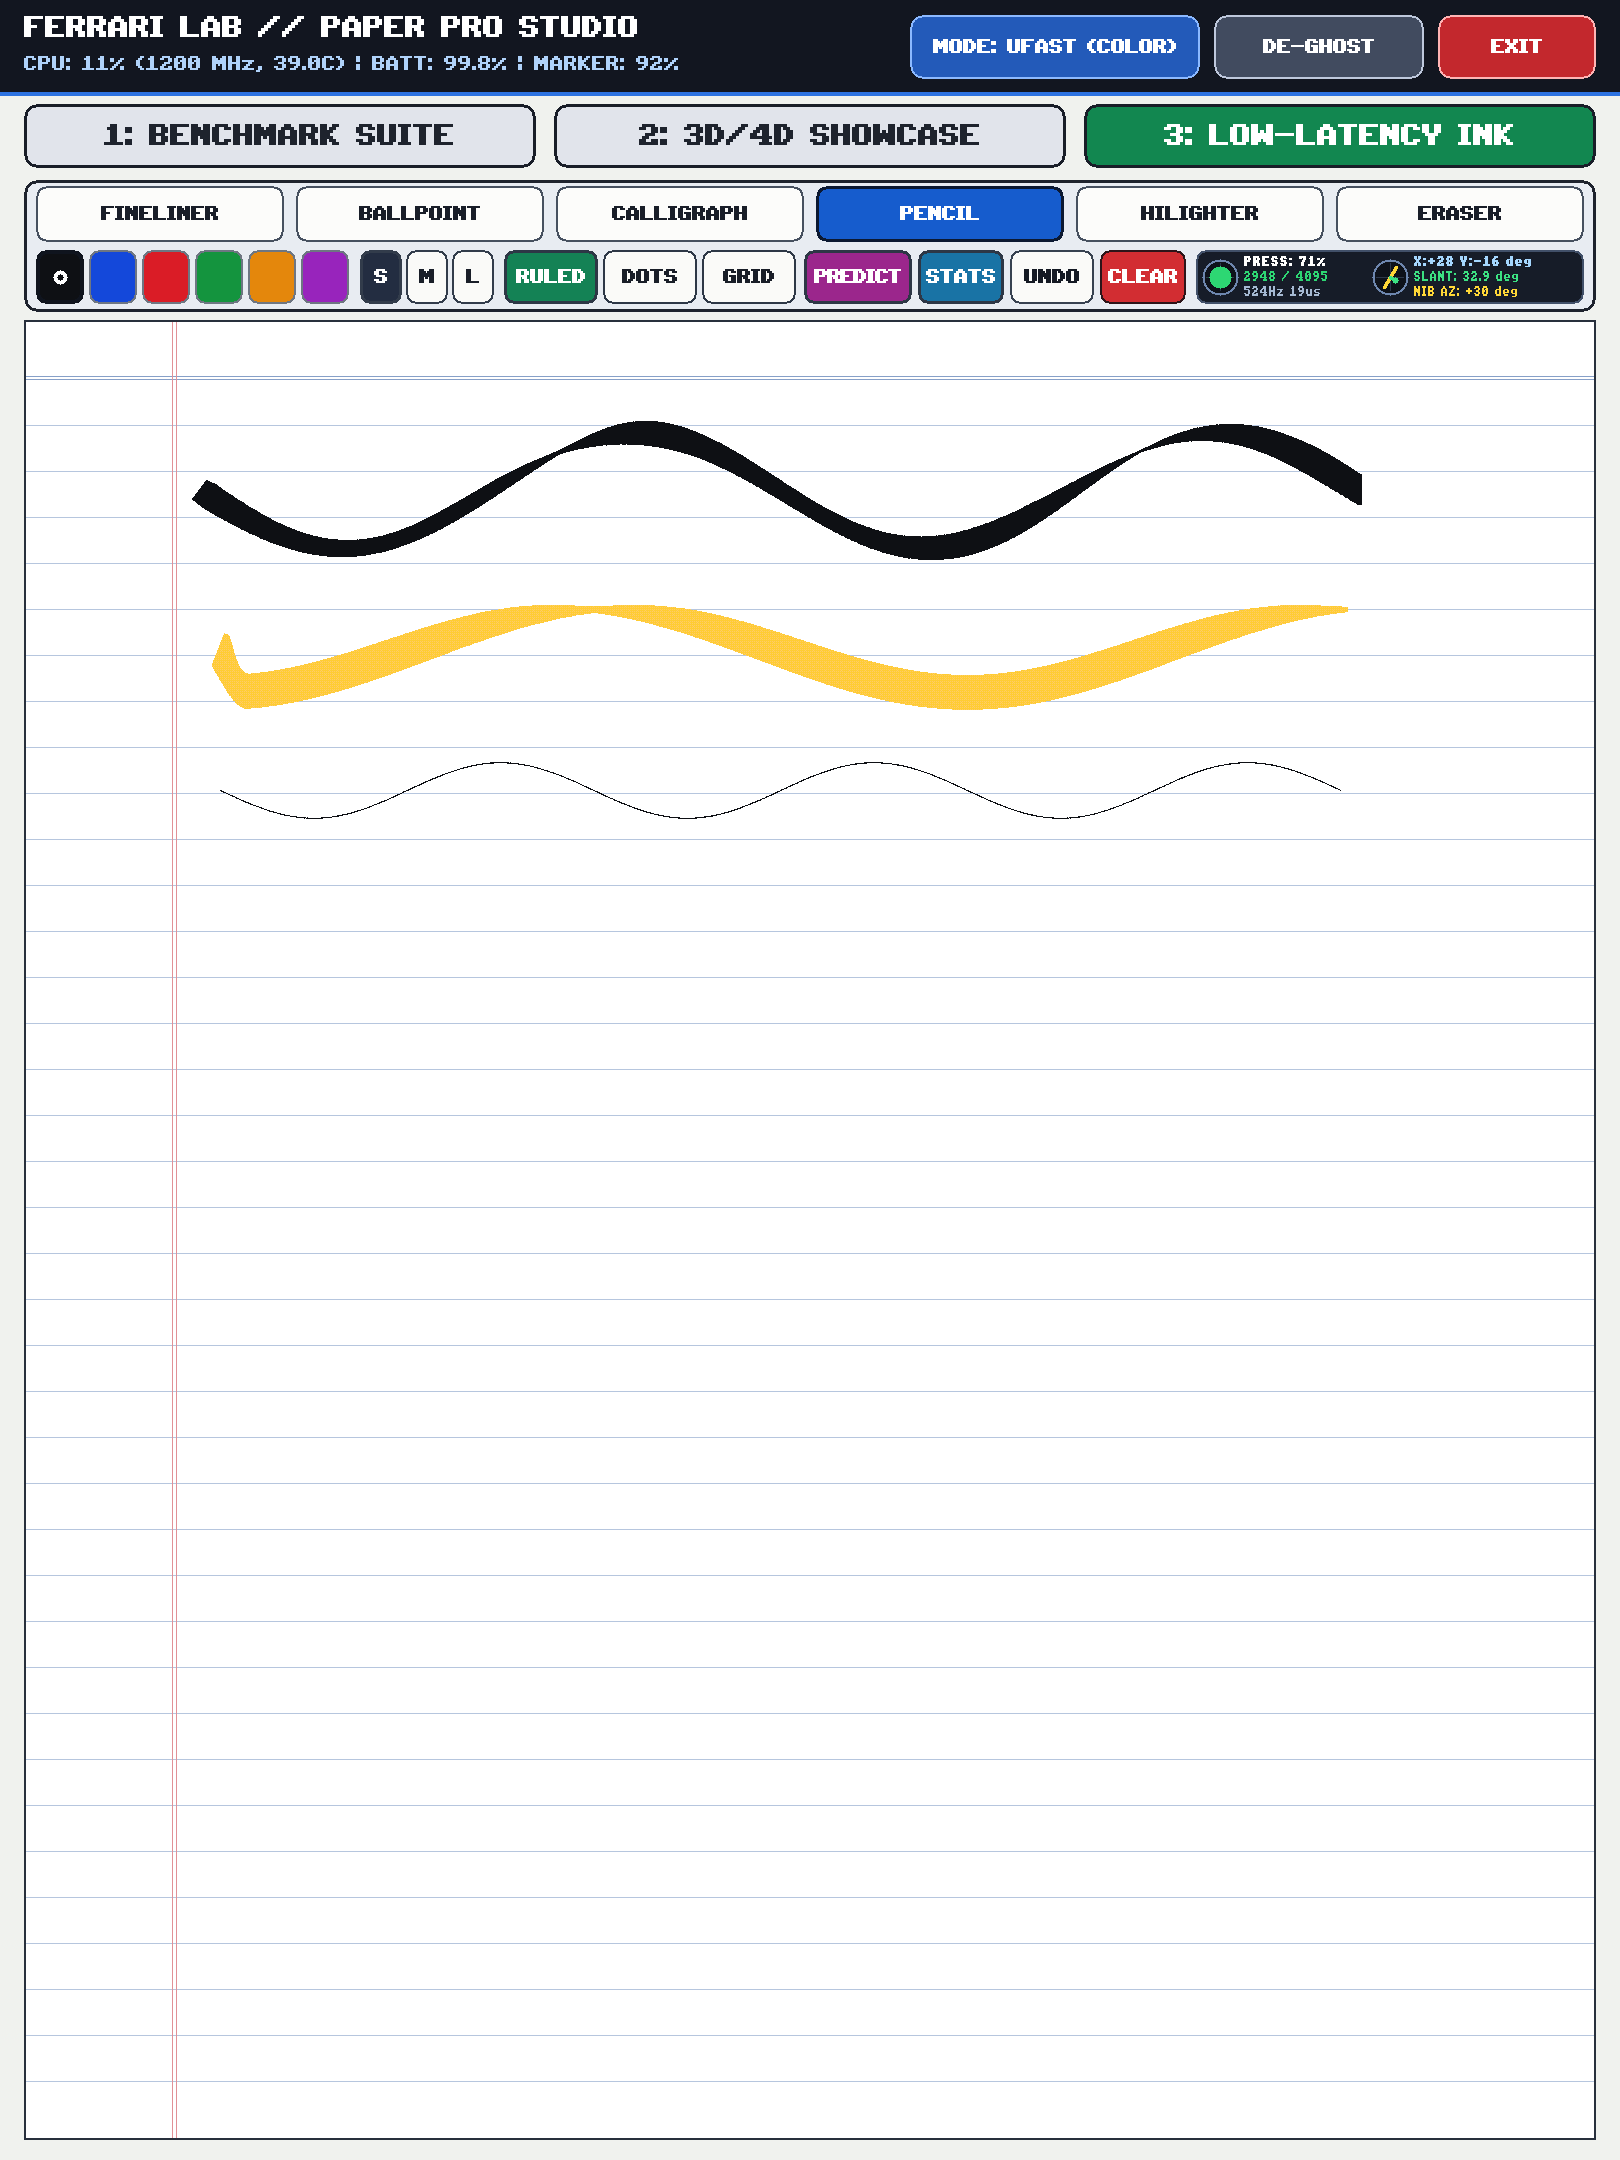 FERRARI LAB // PAPER PRO STUDIO
CPU: 11% (1200 MHz, 39.0C) | BATT: 99.8% | MARKER: 92%
MODE: UFAST (COLOR)
DE-GHOST
EXIT
1: BENCHMARK SUITE
2: 3D/4D SHOWCASE
3: LOW-LATENCY INK
FINELINER
BALLPOINT
CALLIGRAPH
PENCIL
HILIGHTER
ERASER
S
M
L
RULED
DOTS
GRID
PREDICT
STATS
UNDO
CLEAR
PRESS: 71%
2948 / 4095
524Hz 19us
X:+28 Y:-16 deg
SLANT: 32.9 deg
NIB AZ: +30 deg